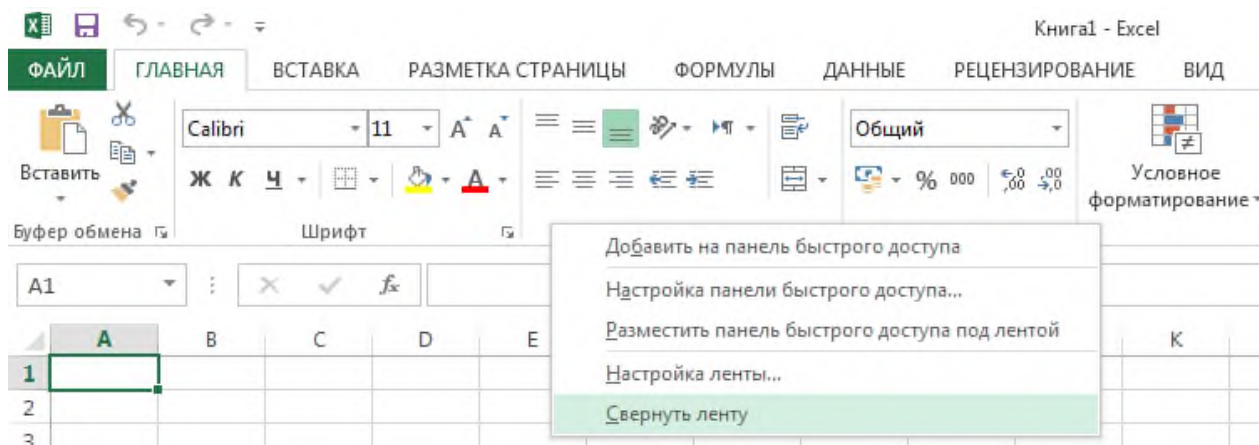 Книга1 - Excel
ФАЙЛ ГЛАВНАЯ ВСТАВКА РАЗМЕТКА СТРАНИЦЫ ФОРМУЛЫ ДАННЫЕ РЕЦЕНЗИРОВАНИЕ ВИД
Calibri 11 Общий
Вставить Ж К Ч % 000 Условное форматирование
Буфер обмена Шрифт
Добавить на панель быстрого доступа
A1 fx
Настройка панели быстрого доступа...
Разместить панель быстрого доступа под лентой
A B C D E K
Настройка ленты...
1
2
Свернуть ленту
3